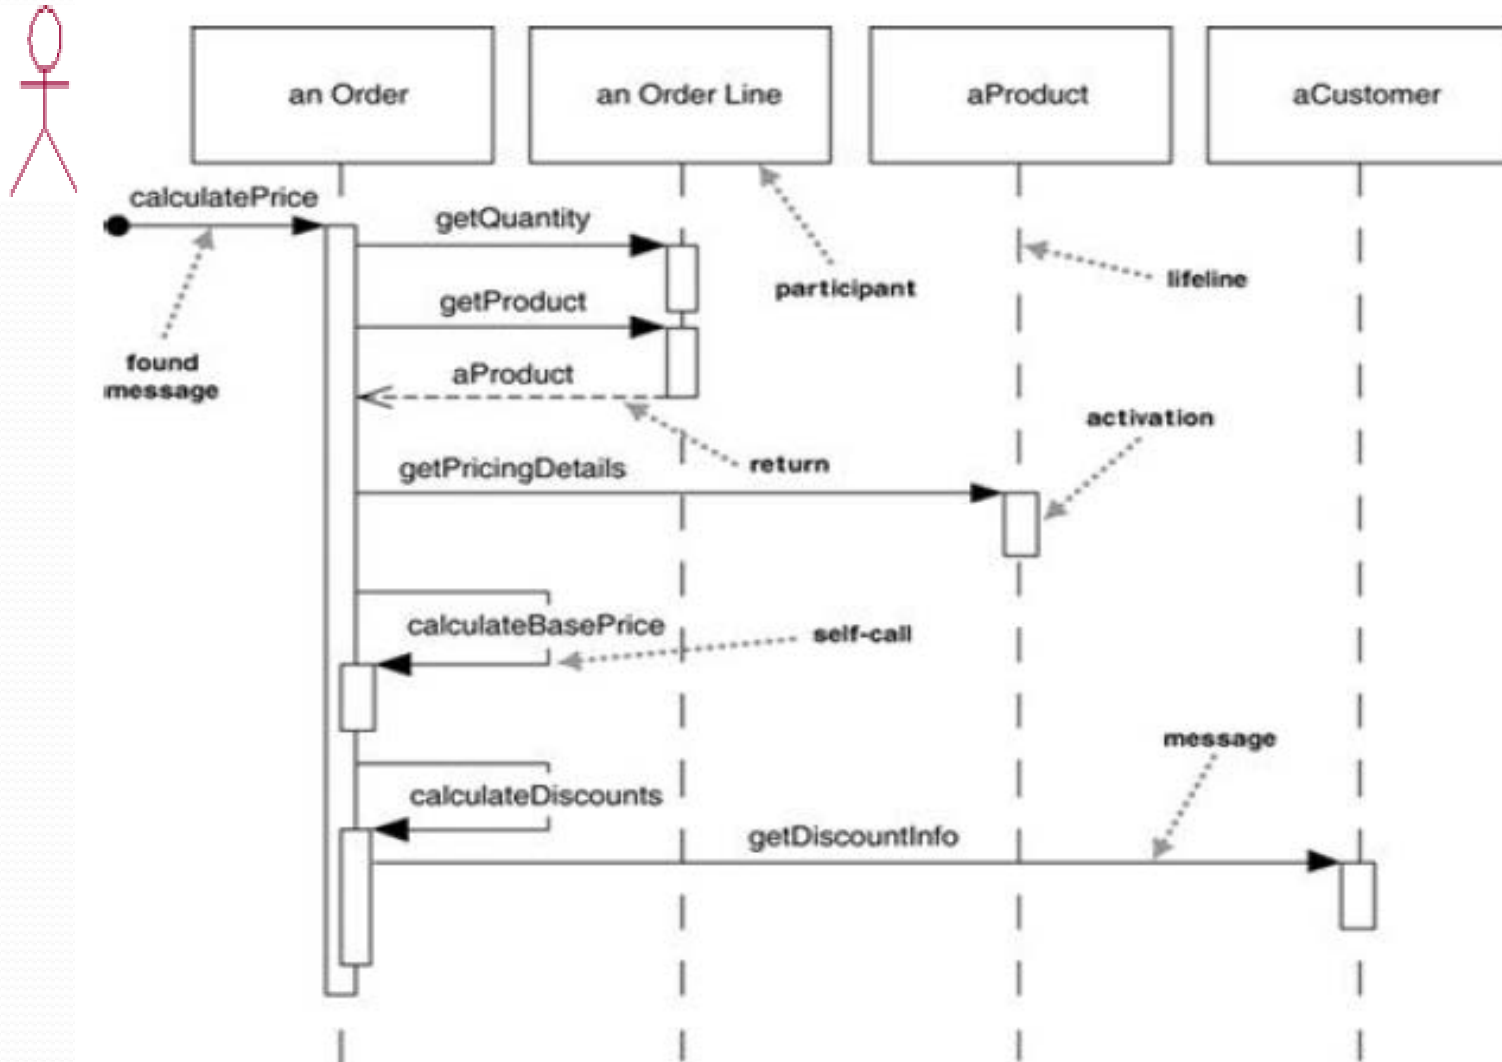 an Order
an Order Line
aProduct
aCustomer
calculatePrice
getQuantity
participant
lifeline
getProduct
found
message
aProduct
activation
return
getPricingDetails
calculateBasePrice
self-call
message
calculateDiscounts
getDiscountInfo